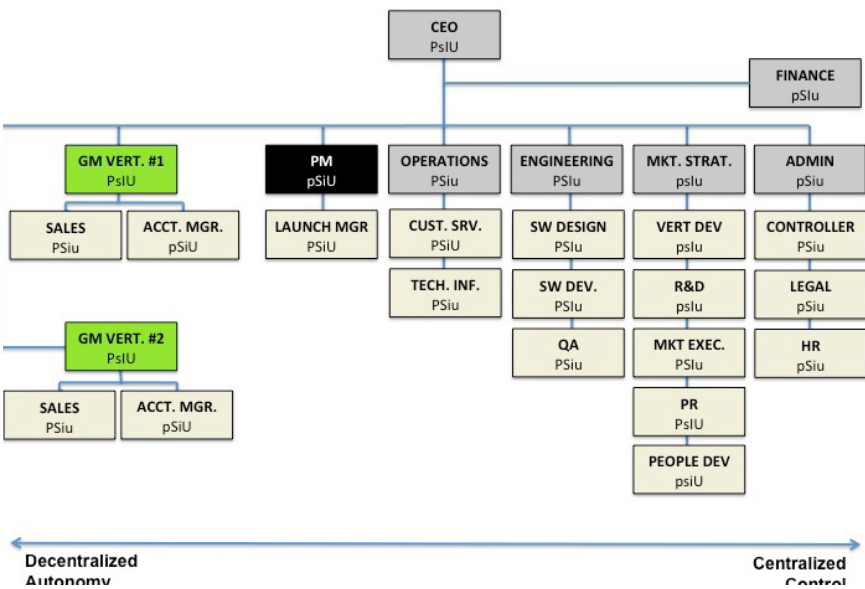 CEO
PsIU
FINANCE
pSIu
GM VERT. #1
PsIU
PM
pSiU
OPERATIONS
PSiu
ENGINEERING
PSIu
MKT. STRAT.
psIu
ADMIN
pSiu
SALES
PSiu
ACCT. MGR.
pSiU
LAUNCH MGR
PSiU
CUST. SRV.
PSiU
SW DESIGN
PSIu
VERT DEV
psIu
CONTROLLER
PSiu
TECH. INF.
PSiu
SW DEV.
PSIu
R&D
psIu
LEGAL
pSiu
GM VERT. #2
PsIU
QA
PSiu
MKT EXEC.
PSIu
HR
pSiu
SALES
PSiu
ACCT. MGR.
pSiU
PR
PsIU
PEOPLE DEV
psiU
Decentralized
Autonomy
Centralized
Control